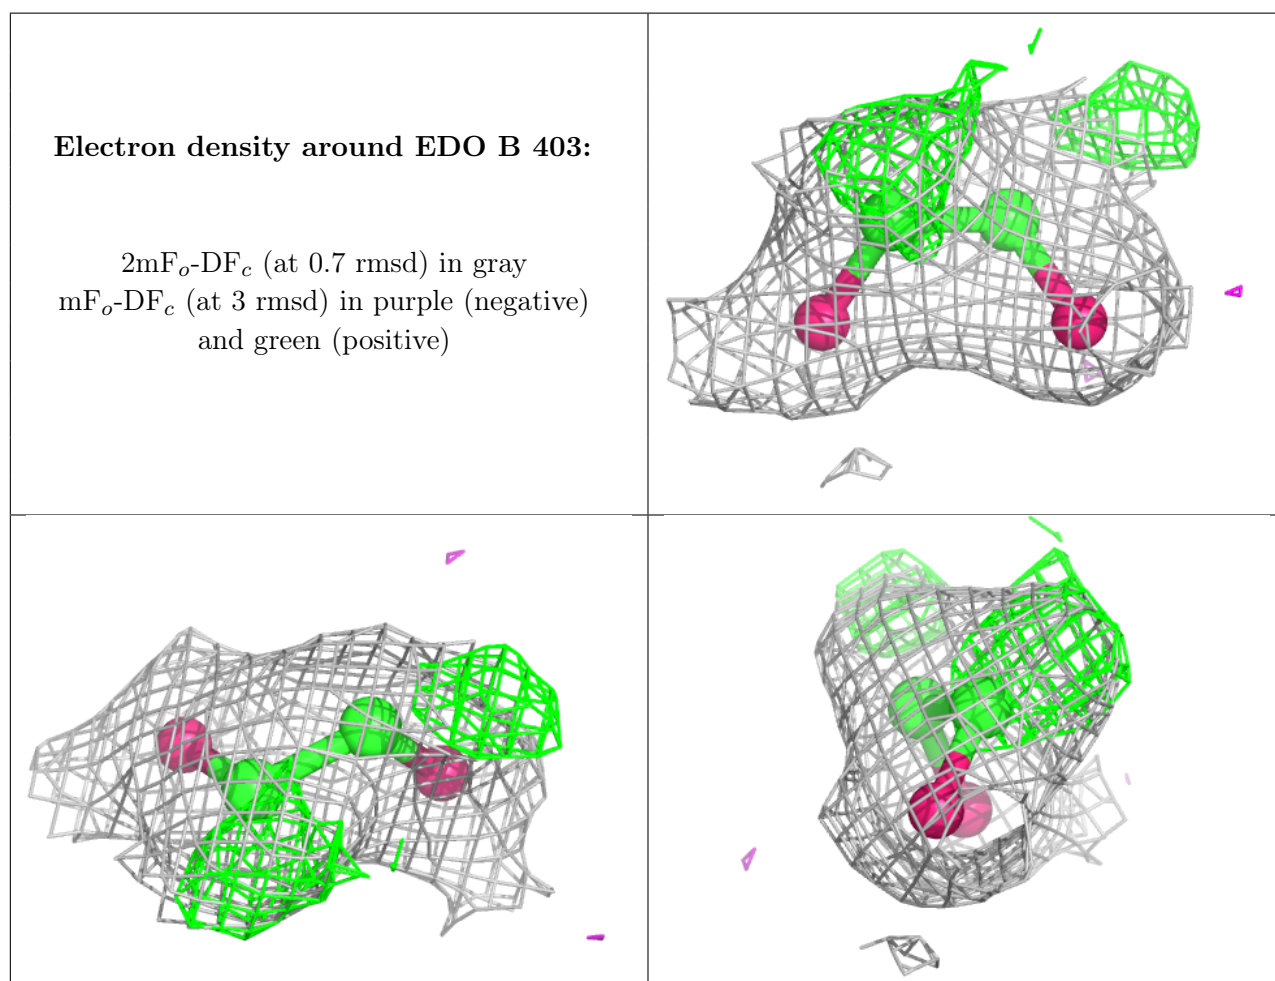 Electron density around EDO B 403:
2mFₒ-DF𝒸 (at 0.7 rmsd) in gray
mFₒ-DF𝒸 (at 3 rmsd) in purple (negative)
and green (positive)